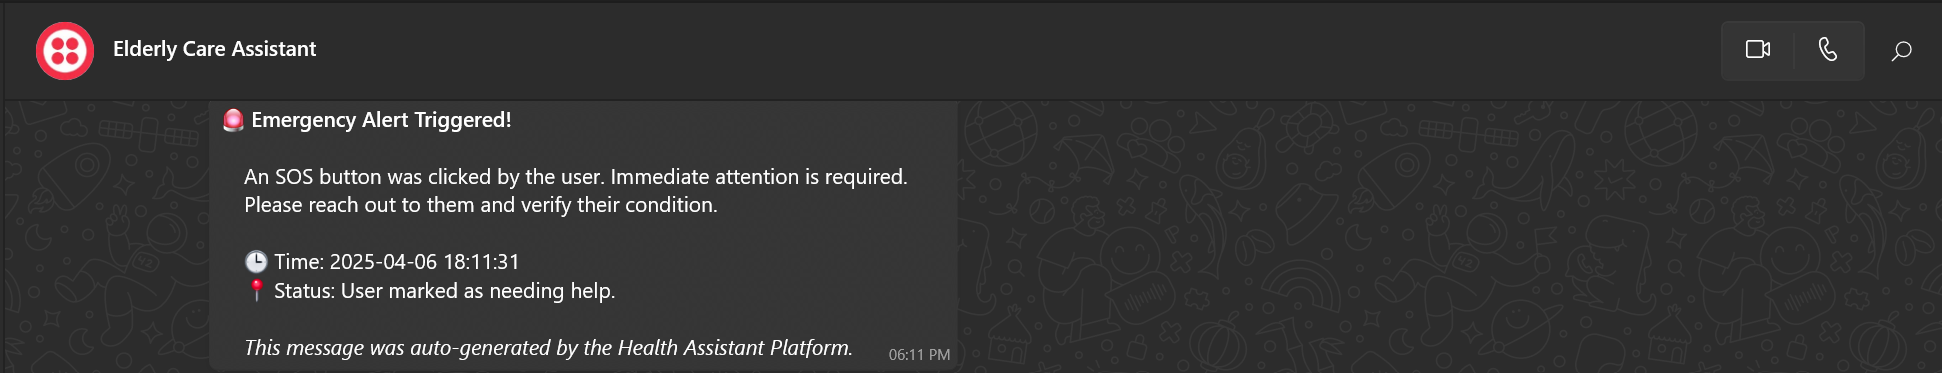 Elderly Care Assistant
🚨 Emergency Alert Triggered!
An SOS button was clicked by the user. Immediate attention is required.
Please reach out to them and verify their condition.
🕒 Time: 2025-04-06 18:11:31
📍 Status: User marked as needing help.
This message was auto-generated by the Health Assistant Platform.
06:11 PM